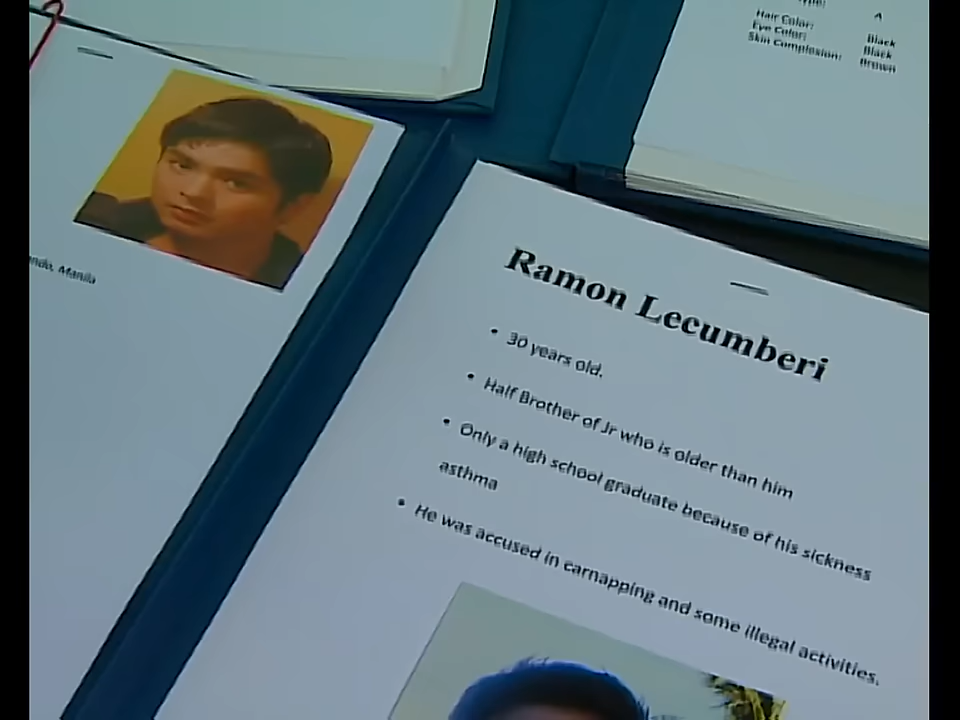 A
Hair Color: Black
Eye Color: Black
Skin Complexion: Brown
Manila
Ramon Lecumberi
• 30 years old.
• Half Brother of Jr who is older than him
• Only a high school graduate because of his sickness
asthma
• He was accused in carnapping and some illegal activities.